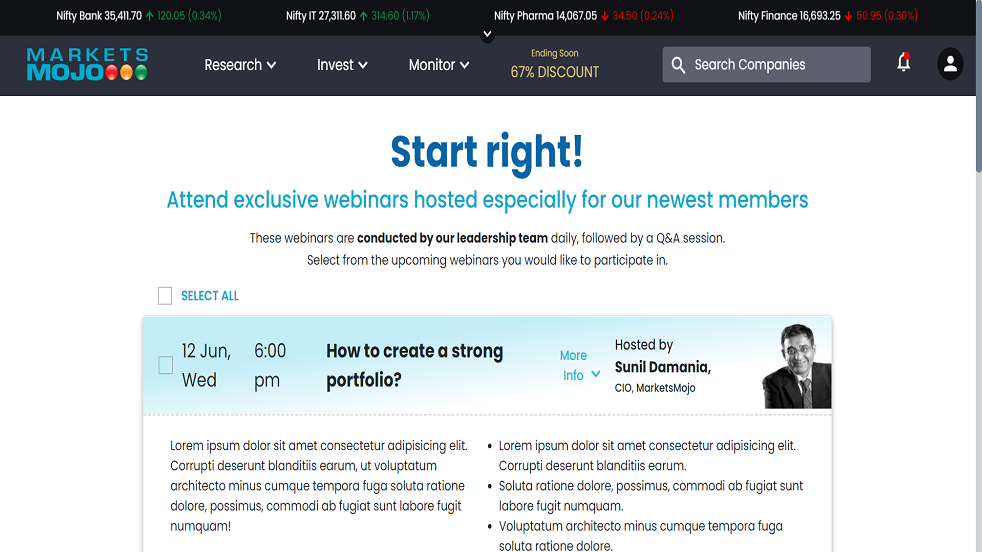 Nifty Bank 35,411.70 ↑ 120.05 (0.34%) Nifty IT 27,311.60 ↑ 314.60 (1.17%) Nifty Pharma 14,067.05 ↓ 34.50 (0.24%) Nifty Finance 16,693.25 ↓ 50.95 (0.30%)
MARKETS
MOJO
Research Invest Monitor
Ending Soon
67% DISCOUNT
Search Companies
Start right!
Attend exclusive webinars hosted especially for our newest members
These webinars are conducted by our leadership team daily, followed by a Q&A session.
Select from the upcoming webinars you would like to participate in.
SELECT ALL
12 Jun,
Wed
6:00
pm
How to create a strong
portfolio?
More
Info
Hosted by
Sunil Damania,
CIO, MarketsMojo
Lorem ipsum dolor sit amet consectetur adipisicing elit.
Corrupti deserunt blanditiis earum, ut voluptatum
architecto minus cumque tempora fuga soluta ratione
dolore, possimus, commodi ab fugiat sunt labore fugit
numquam!
• Lorem ipsum dolor sit amet consectetur adipisicing elit.
Corrupti deserunt blanditiis earum.
• Soluta ratione dolore, possimus, commodi ab fugiat sunt
labore fugit numquam.
• Voluptatum architecto minus cumque tempora fuga
soluta ratione dolore.